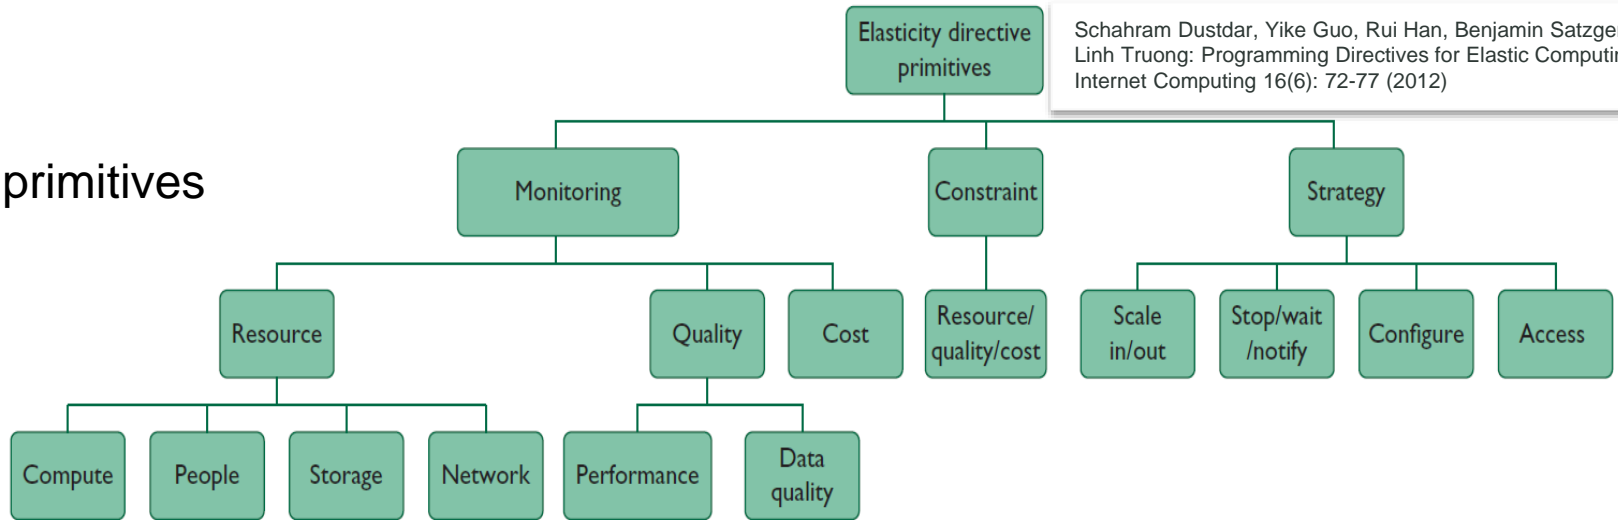 Elasticity directive
primitives
Schahram Dustdar, Yike Guo, Rui Han, Benjamin
Linh Truong: Programming Directives for Elastic
Internet Computing 16(6): 72-77 (2012)
primitives
Monitoring
Constraint
Strategy
Resource
Quality
Cost
Resource/
quality/cost
Scale
in/out
Stop/wait
/notify
Configure
Access
Compute
People
Storage
Network
Performance
Data
quality